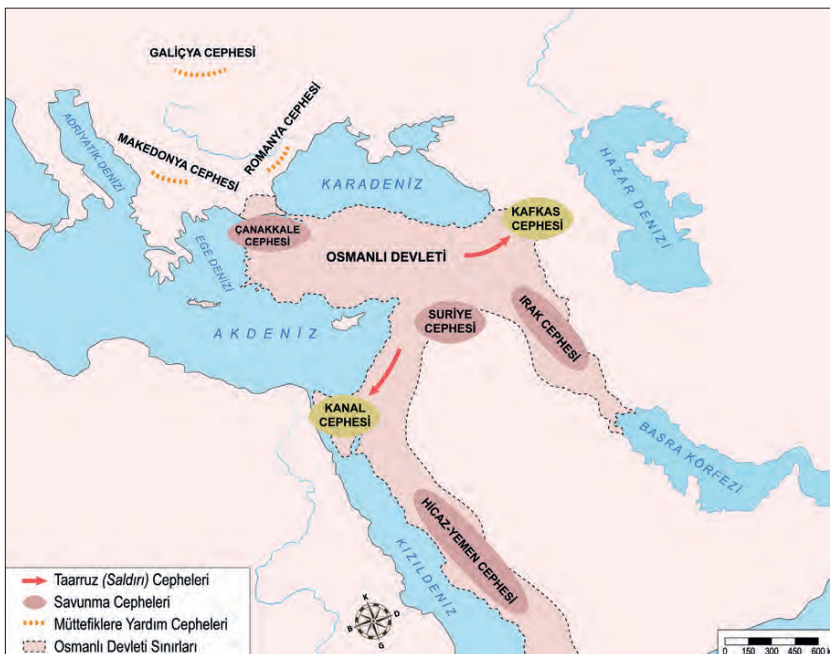 GALİÇYA CEPHESİ
ADRİYATİK DENİZİ
MAKEDONYA CEPHESİ
ROMANYA CEPHESİ
KARADENİZ
HAZAR DENİZİ
KAFKAS
CEPHESİ
ÇANAKKALE
CEPHESİ
EGE DENİZİ
OSMANLI DEVLETİ
SURİYE
CEPHESİ
IRAK CEPHESİ
AKDENİZ
KANAL
CEPHESİ
BASRA KÖRFEZİ
HİCAZ-YEMEN CEPHESİ
KIZILDENİZ
Taarruz (Saldırı) Cepheleri
Savunma Cepheleri
Müttefiklere Yardım Cepheleri
Osmanlı Devleti Sınırları
K
B
D
G
0 150 300 450 600 k